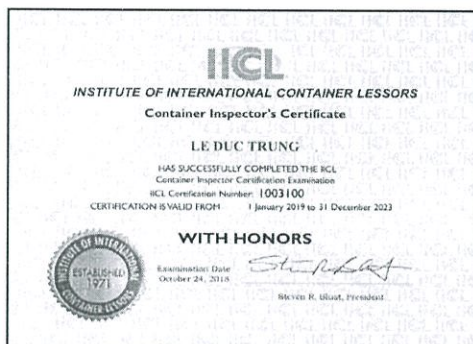 IICL
INSTITUTE OF INTERNATIONAL CONTAINER LESSORS
Container Inspector's Certificate
LE DUC TRUNG
HAS SUCCESSFULLY COMPLETED THE IICL
Container Inspector Certification Examination
IICL Certification Number: 1003100
CERTIFICATION IS VALID FROM 1 January 2019 to 31 December 2023
WITH HONORS
INSTITUTE OF INTERNATIONAL
ESTABLISHED
1971
CONTAINER LESSORS
Examination Date
October 24, 2018
Steven R. Blust, President